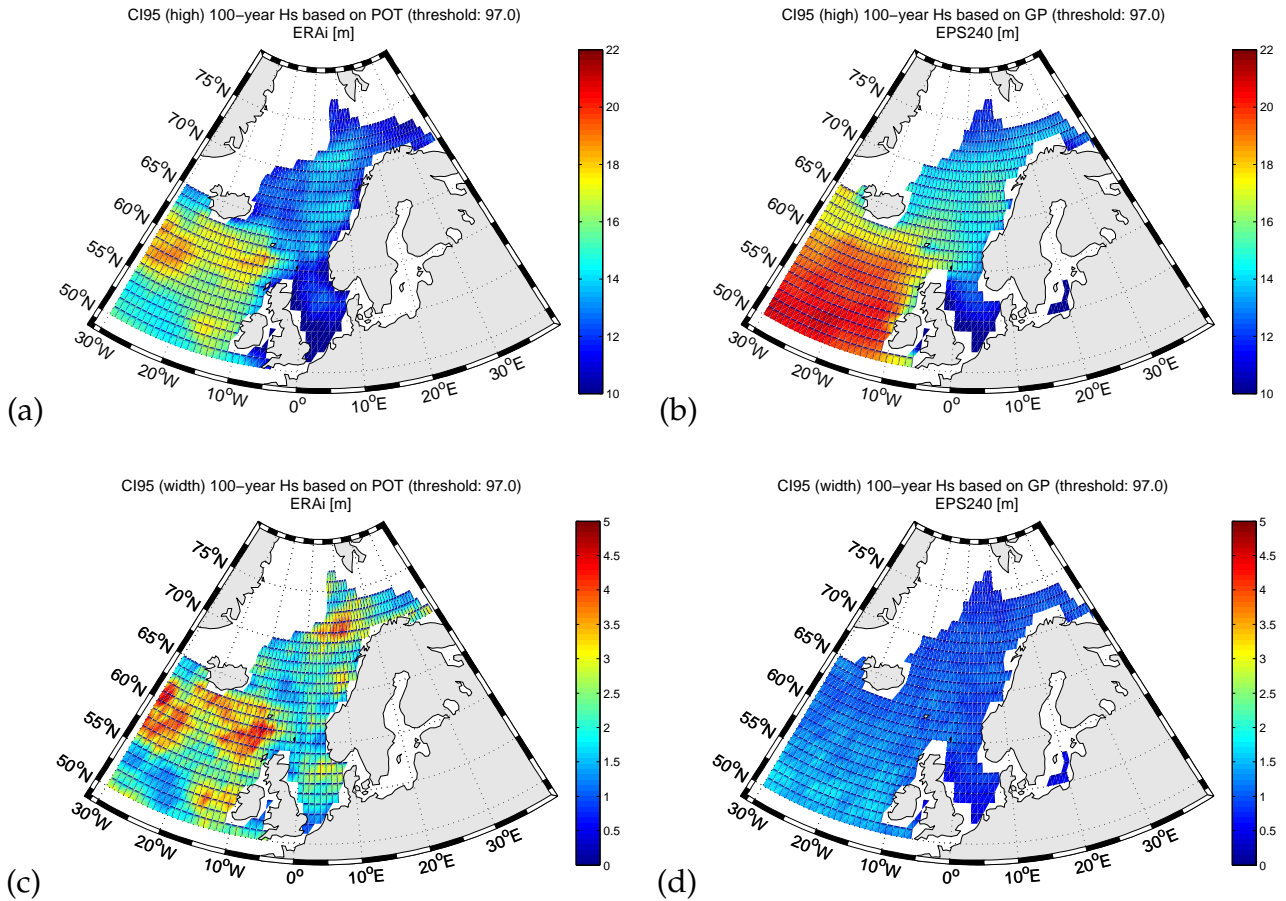 CI95 (high) 100−year Hs based on POT (threshold: 97.0)
ERAi [m]
75°N
70°N
65°N
60°N
55°N
50°N
30°W
20°W
10°W
0°
10°E
20°E
30°E
22
20
18
16
14
12
10
(a)
CI95 (high) 100−year Hs based on GP (threshold: 97.0)
EPS240 [m]
75°N
70°N
65°N
60°N
55°N
50°N
30°W
20°W
10°W
0°
10°E
20°E
30°E
22
20
18
16
14
12
10
(b)
CI95 (width) 100−year Hs based on POT (threshold: 97.0)
ERAi [m]
75°N
70°N
65°N
60°N
55°N
50°N
30°W
20°W
10°W
0°
10°E
20°E
30°E
5
4.5
4
3.5
3
2.5
2
1.5
1
0.5
0
(c)
CI95 (width) 100−year Hs based on GP (threshold: 97.0)
EPS240 [m]
75°N
70°N
65°N
60°N
55°N
50°N
30°W
20°W
10°W
0°
10°E
20°E
30°E
5
4.5
4
3.5
3
2.5
2
1.5
1
0.5
0
(d)